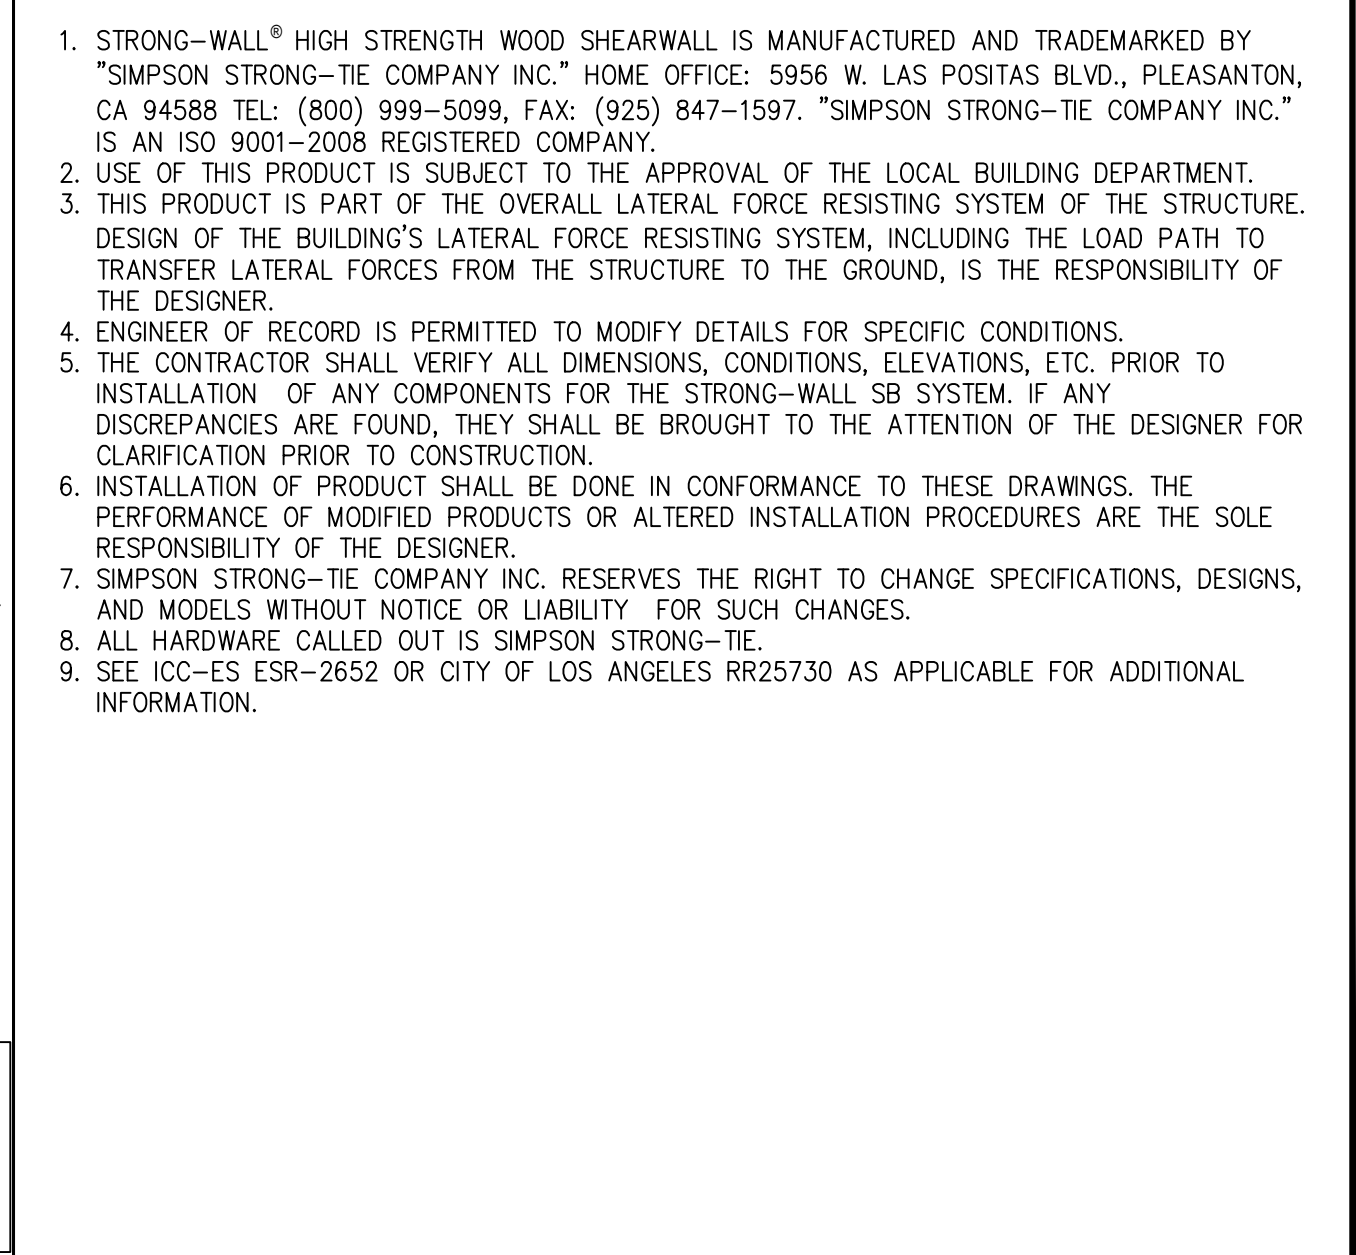 1. STRONG-WALL® HIGH STRENGTH WOOD SHEARWALL IS MANUFACTURED AND TRADEMARKED BY
"SIMPSON STRONG-TIE COMPANY INC." HOME OFFICE: 5956 W. LAS POSITAS BLVD., PLEASANTON,
CA 94588 TEL: (800) 999-5099, FAX: (925) 847-1597. "SIMPSON STRONG-TIE COMPANY INC."
IS AN ISO 9001-2008 REGISTERED COMPANY.
2. USE OF THIS PRODUCT IS SUBJECT TO THE APPROVAL OF THE LOCAL BUILDING DEPARTMENT.
3. THIS PRODUCT IS PART OF THE OVERALL LATERAL FORCE RESISTING SYSTEM OF THE STRUCTURE.
DESIGN OF THE BUILDING'S LATERAL FORCE RESISTING SYSTEM, INCLUDING THE LOAD PATH TO
TRANSFER LATERAL FORCES FROM THE STRUCTURE TO THE GROUND, IS THE RESPONSIBILITY OF
THE DESIGNER.
4. ENGINEER OF RECORD IS PERMITTED TO MODIFY DETAILS FOR SPECIFIC CONDITIONS.
5. THE CONTRACTOR SHALL VERIFY ALL DIMENSIONS, CONDITIONS, ELEVATIONS, ETC. PRIOR TO
INSTALLATION OF ANY COMPONENTS FOR THE STRONG-WALL SB SYSTEM. IF ANY
DISCREPANCIES ARE FOUND, THEY SHALL BE BROUGHT TO THE ATTENTION OF THE DESIGNER FOR
CLARIFICATION PRIOR TO CONSTRUCTION.
6. INSTALLATION OF PRODUCT SHALL BE DONE IN CONFORMANCE TO THESE DRAWINGS. THE
PERFORMANCE OF MODIFIED PRODUCTS OR ALTERED INSTALLATION PROCEDURES ARE THE SOLE
RESPONSIBILITY OF THE DESIGNER.
7. SIMPSON STRONG-TIE COMPANY INC. RESERVES THE RIGHT TO CHANGE SPECIFICATIONS, DESIGNS,
AND MODELS WITHOUT NOTICE OR LIABILITY FOR SUCH CHANGES.
8. ALL HARDWARE CALLED OUT IS SIMPSON STRONG-TIE.
9. SEE ICC-ES ESR-2652 OR CITY OF LOS ANGELES RR25730 AS APPLICABLE FOR ADDITIONAL
INFORMATION.